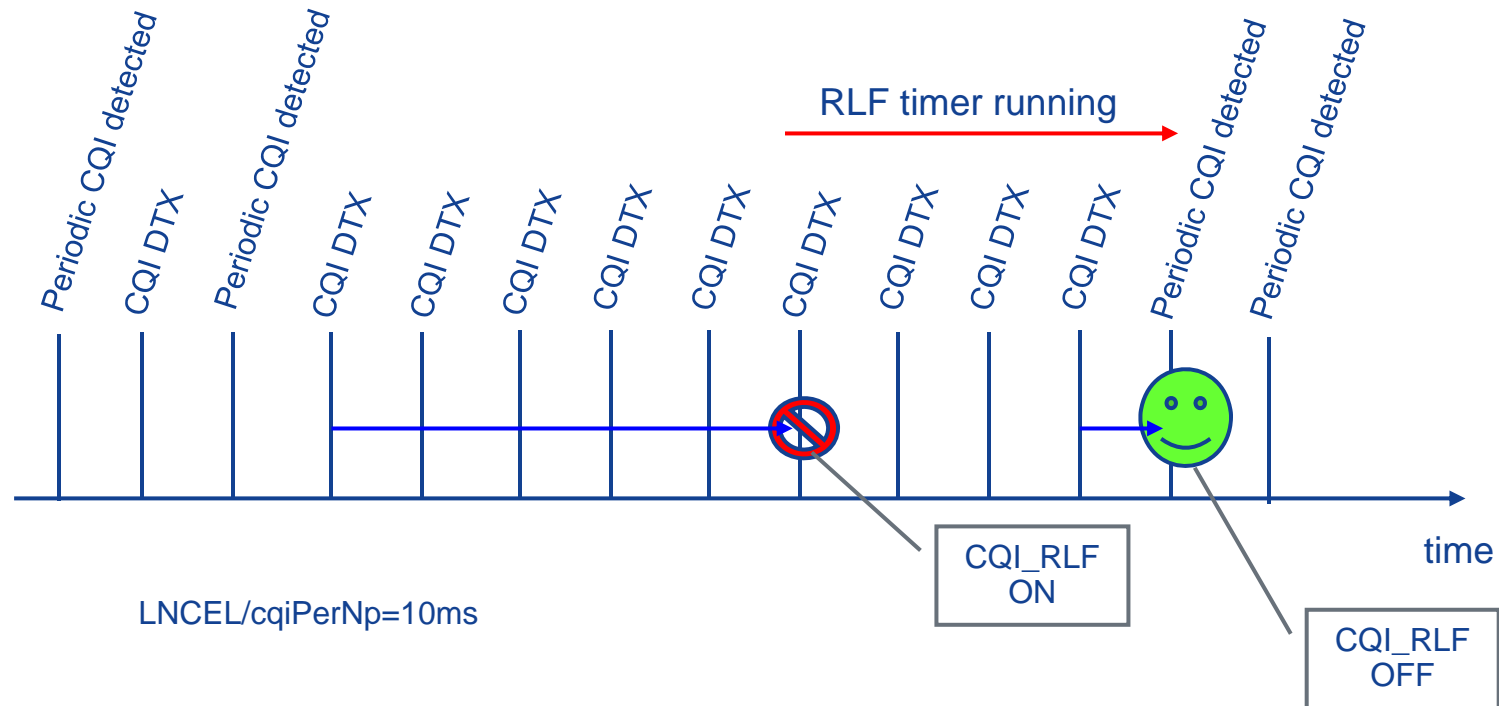 Periodic CQI detected
CQI DTX
Periodic CQI detected
CQI DTX
CQI DTX
CQI DTX
CQI DTX
CQI DTX
CQI DTX
CQI DTX
CQI DTX
CQI DTX
Periodic CQI detected
Periodic CQI detected
RLF timer running
time
CQI_RLF
ON
LNCEL/cqiPerNp=10ms
CQI_RLF
OFF